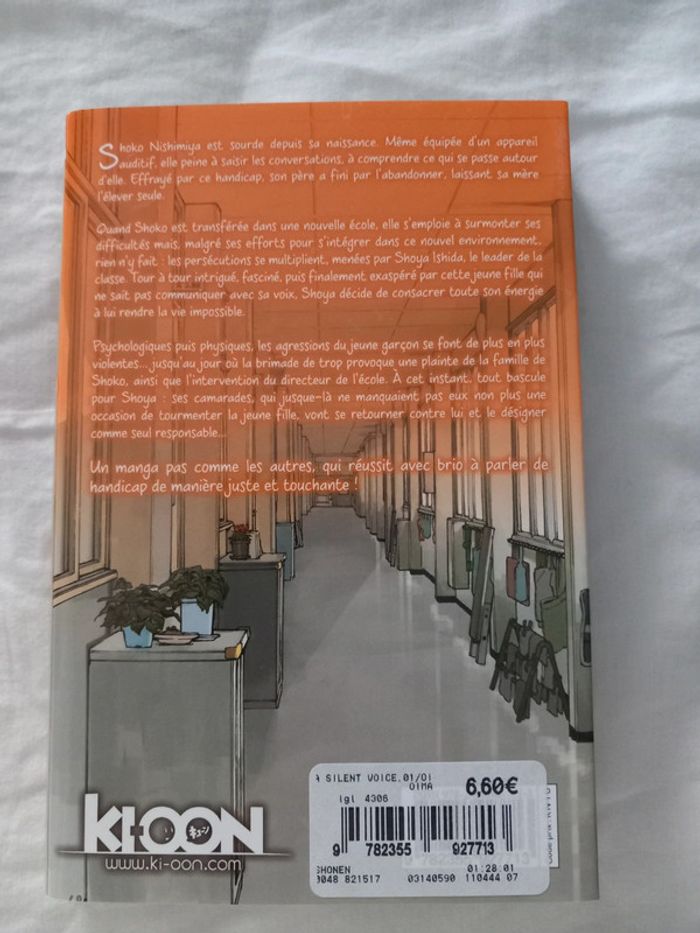 Shoko Nishimiya est sourde depuis sa naissance. Même équipée d'un appareil
auditif, elle peine à saisir les conversations, à comprendre ce qui se passe autour
d'elle. Effrayé par ce handicap, son père a fini par l'abandonner, laissant sa mère
l'élever seule.
Quand Shoko est transférée dans une nouvelle école, elle s'emploie à surmonter ses
difficultés mais, malgré ses efforts pour s'intégrer dans ce nouvel environnement,
rien n'y fait : les persécutions se multiplient, menées par Shoya Ishida, le leader de la
classe. Tour à tour intrigué, fasciné, puis finalement exaspéré par cette jeune fille qui
ne sait pas communiquer avec sa voix, Shoya décide de consacrer toute son énergie
à lui rendre la vie impossible.
Psychologiques puis physiques, les agressions du jeune garçon se font de plus en plus
violentes... jusqu'au jour où la brimade de trop provoque une plainte de la famille de
Shoko, ainsi que l'intervention du directeur de l'école. À cet instant, tout bascule
pour Shoya : ses camarades, qui jusque-là ne manquaient pas eux non plus une
occasion de tourmenter la jeune fille, vont se retourner contre lui et le désigner
comme seul responsable...
Un manga pas comme les autres, qui réussit avec brio à parler de
handicap de manière juste et touchante !
A SILENT VOICE.01/OI
OIMA
6,60€
lgl 4306
9 782355 927713
SHONEN 01:28:01
0048 821517 03140590 110444 07
KI-OON
www.ki-oon.com